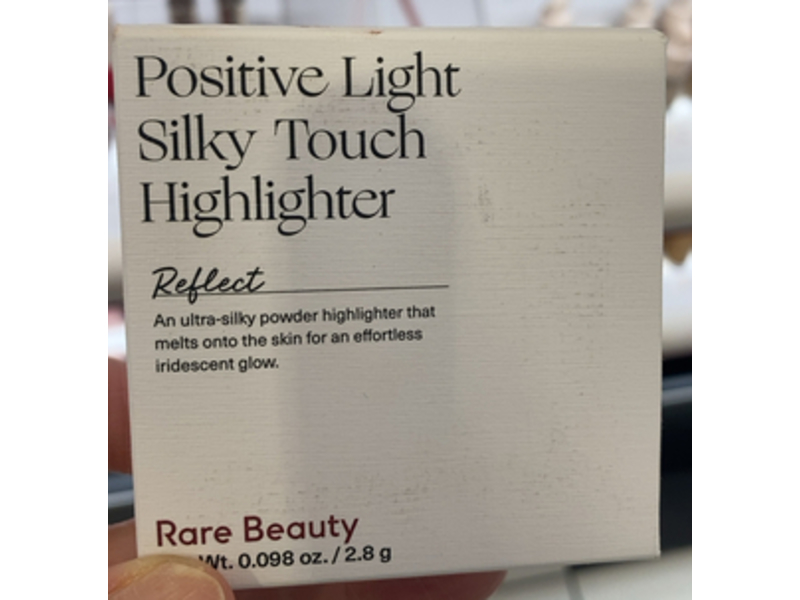 Positive Light
Silky Touch
Highlighter
Reflect
An ultra-silky powder highlighter that
melts onto the skin for an effortless
iridescent glow.
Rare Beauty
Wt. 0.098 oz. / 2.8 g